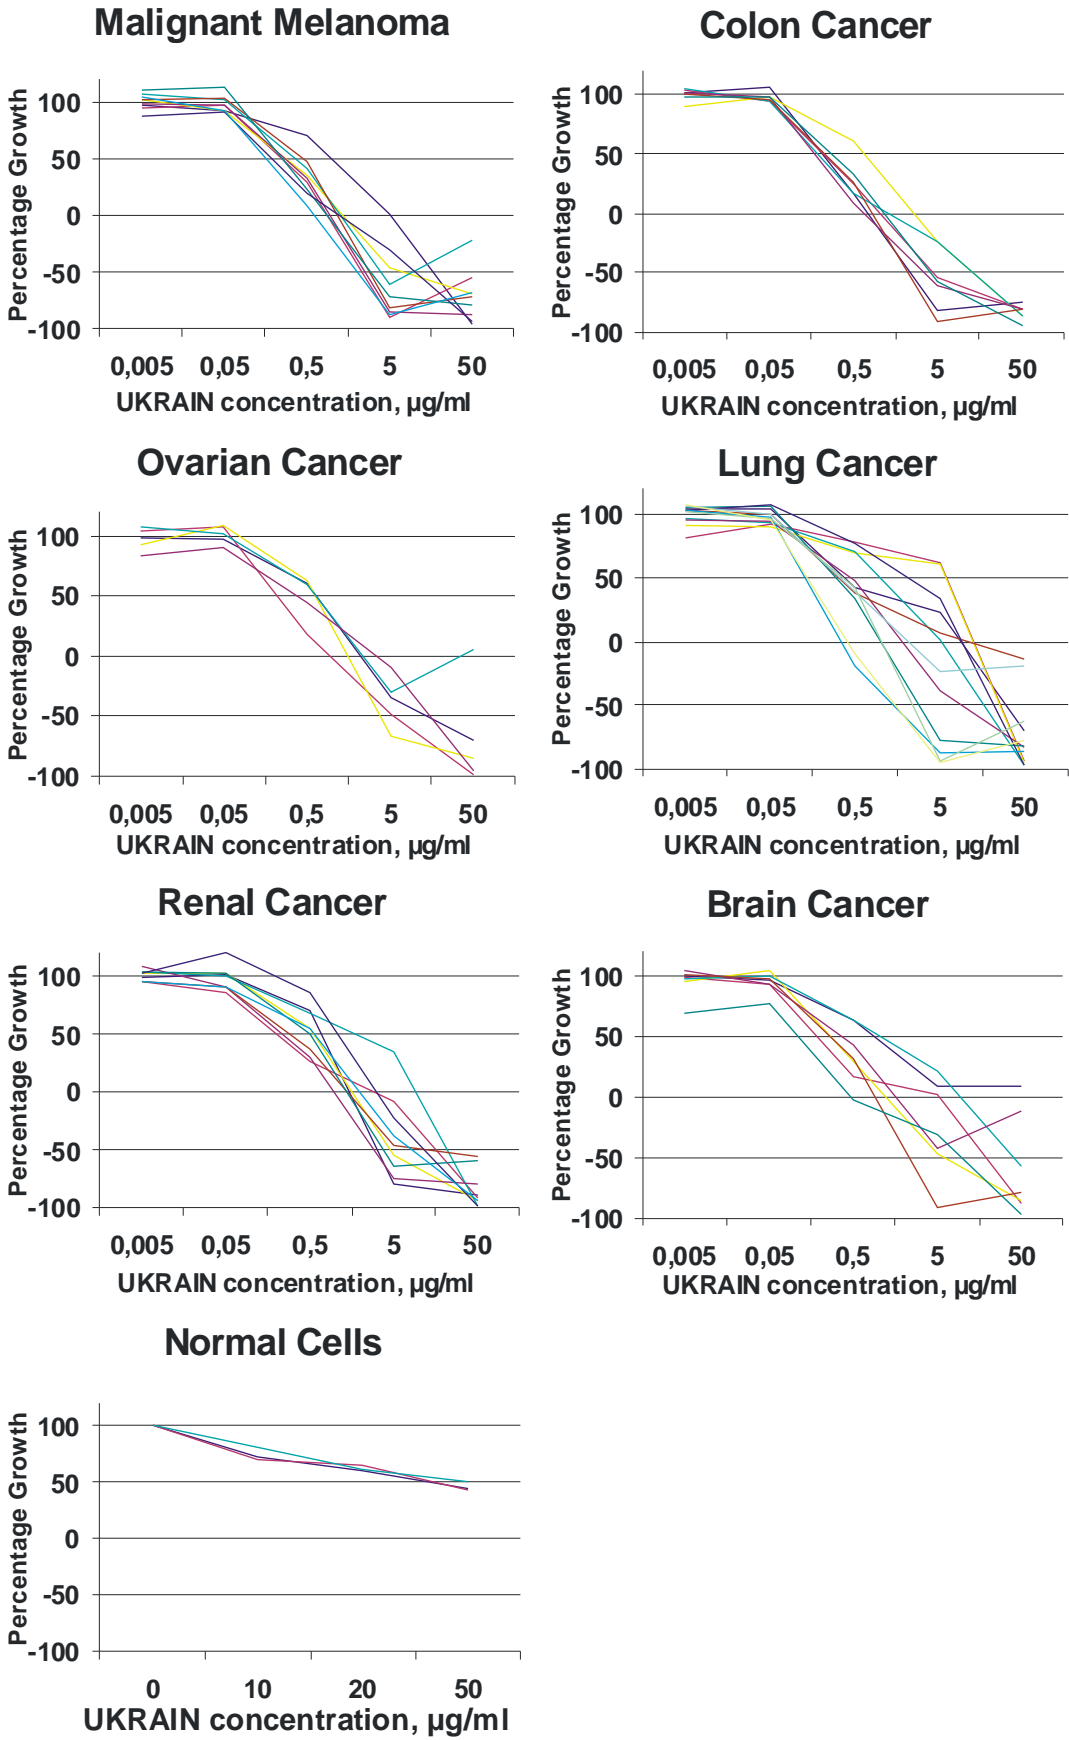 Malignant Melanoma
Percentage Growth
100
50
0
-50
-100
0,005 0,05 0,5 5 50
UKRAIN concentration, µg/ml
Colon Cancer
Percentage Growth
100
50
0
-50
-100
0,005 0,05 0,5 5 50
UKRAIN concentration, µg/ml
Ovarian Cancer
Percentage Growth
100
50
0
-50
-100
0,005 0,05 0,5 5 50
UKRAIN concentration, µg/ml
Lung Cancer
Percentage Growth
100
50
0
-50
-100
0,005 0,05 0,5 5 50
UKRAIN concentration, µg/ml
Renal Cancer
Percentage Growth
100
50
0
-50
-100
0,005 0,05 0,5 5 50
UKRAIN concentration, µg/ml
Brain Cancer
Percentage Growth
100
50
0
-50
-100
0,005 0,05 0,5 5 50
UKRAIN concentration, µg/ml
Normal Cells
Percentage Growth
100
50
0
-50
-100
0 10 20 50
UKRAIN concentration, µg/ml